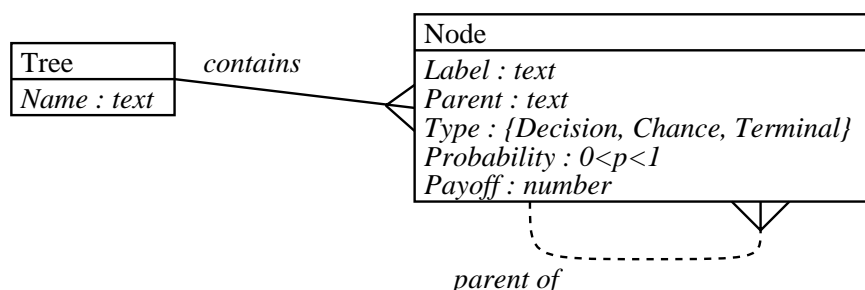 Tree
Name : text
contains
Node
Label : text
Parent : text
Type : {Decision, Chance, Terminal}
Probability : 0<p<1
Payoff : number
parent of